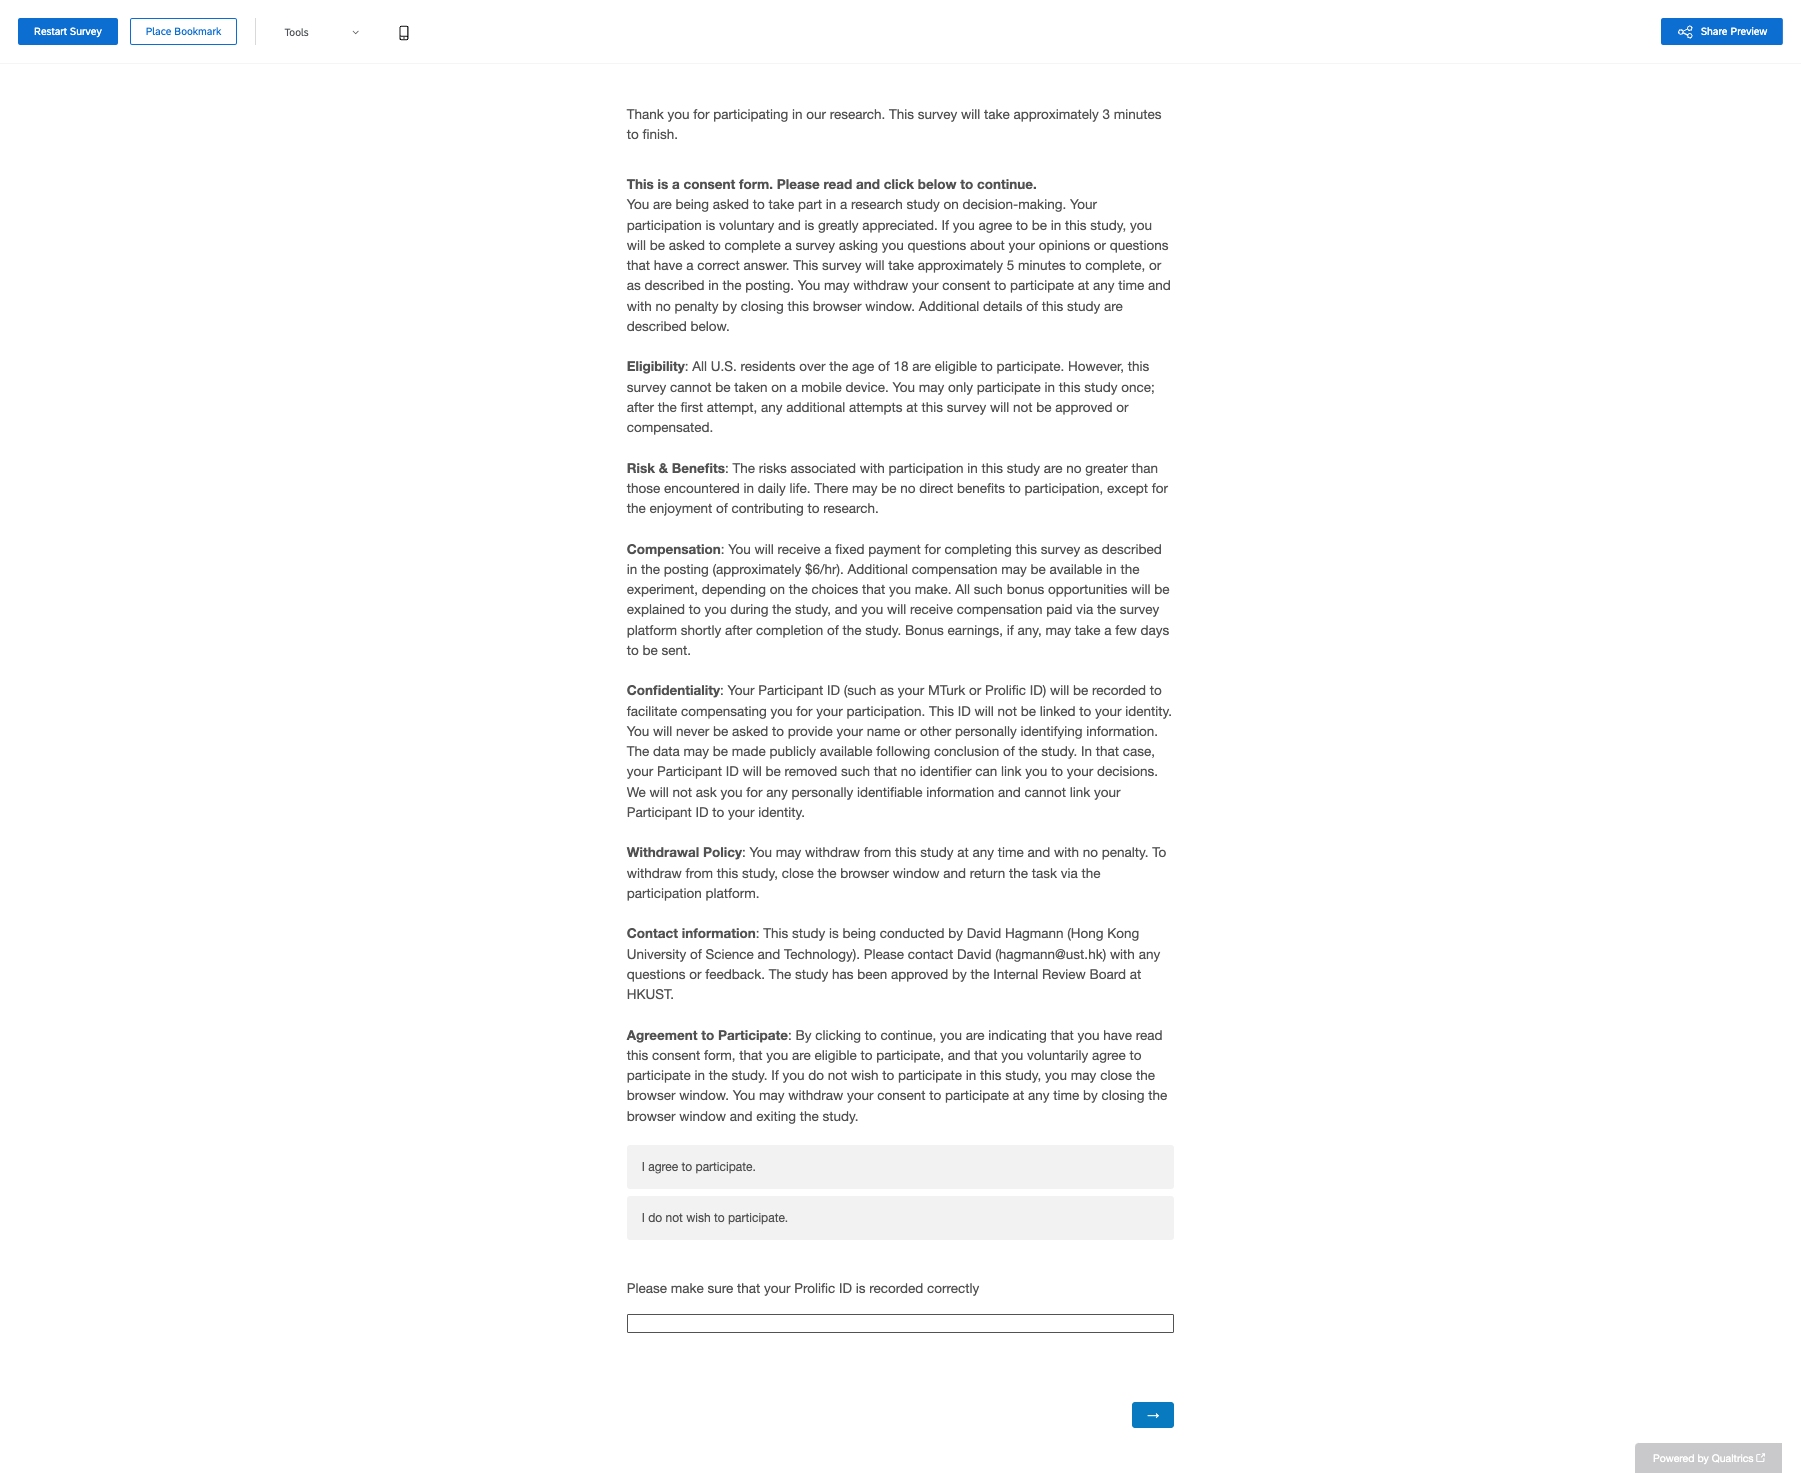 Restart Survey Place Bookmark Tools Share Preview
Thank you for participating in our research. This survey will take approximately 3 minutes
to finish.
This is a consent form. Please read and click below to continue.
You are being asked to take part in a research study on decision-making. Your
participation is voluntary and is greatly appreciated. If you agree to be in this study, you
will be asked to complete a survey asking you questions about your opinions or questions
that have a correct answer. This survey will take approximately 5 minutes to complete, or
as described in the posting. You may withdraw your consent to participate at any time and
with no penalty by closing this browser window. Additional details of this study are
described below.
Eligibility: All U.S. residents over the age of 18 are eligible to participate. However, this
survey cannot be taken on a mobile device. You may only participate in this study once;
after the first attempt, any additional attempts at this survey will not be approved or
compensated.
Risk & Benefits: The risks associated with participation in this study are no greater than
those encountered in daily life. There may be no direct benefits to participation, except for
the enjoyment of contributing to research.
Compensation: You will receive a fixed payment for completing this survey as described
in the posting (approximately $6/hr). Additional compensation may be available in the
experiment, depending on the choices that you make. All such bonus opportunities will be
explained to you during the study, and you will receive compensation paid via the survey
platform shortly after completion of the study. Bonus earnings, if any, may take a few days
to be sent.
Confidentiality: Your Participant ID (such as your MTurk or Prolific ID) will be recorded to
facilitate compensating you for your participation. This ID will not be linked to your identity.
You will never be asked to provide your name or other personally identifying information.
The data may be made publicly available following conclusion of the study. In that case,
your Participant ID will be removed such that no identifier can link you to your decisions.
We will not ask you for any personally identifiable information and cannot link your
Participant ID to your identity.
Withdrawal Policy: You may withdraw from this study at any time and with no penalty. To
withdraw from this study, close the browser window and return the task via the
participation platform.
Contact information: This study is being conducted by David Hagmann (Hong Kong
University of Science and Technology). Please contact David (hagmann@ust.hk) with any
questions or feedback. The study has been approved by the Internal Review Board at
HKUST.
Agreement to Participate: By clicking to continue, you are indicating that you have read
this consent form, that you are eligible to participate, and that you voluntarily agree to
participate in the study. If you do not wish to participate in this study, you may close the
browser window. You may withdraw your consent to participate at any time by closing the
browser window and exiting the study.
I agree to participate.
I do not wish to participate.
Please make sure that your Prolific ID is recorded correctly
→
Powered by Qualtrics